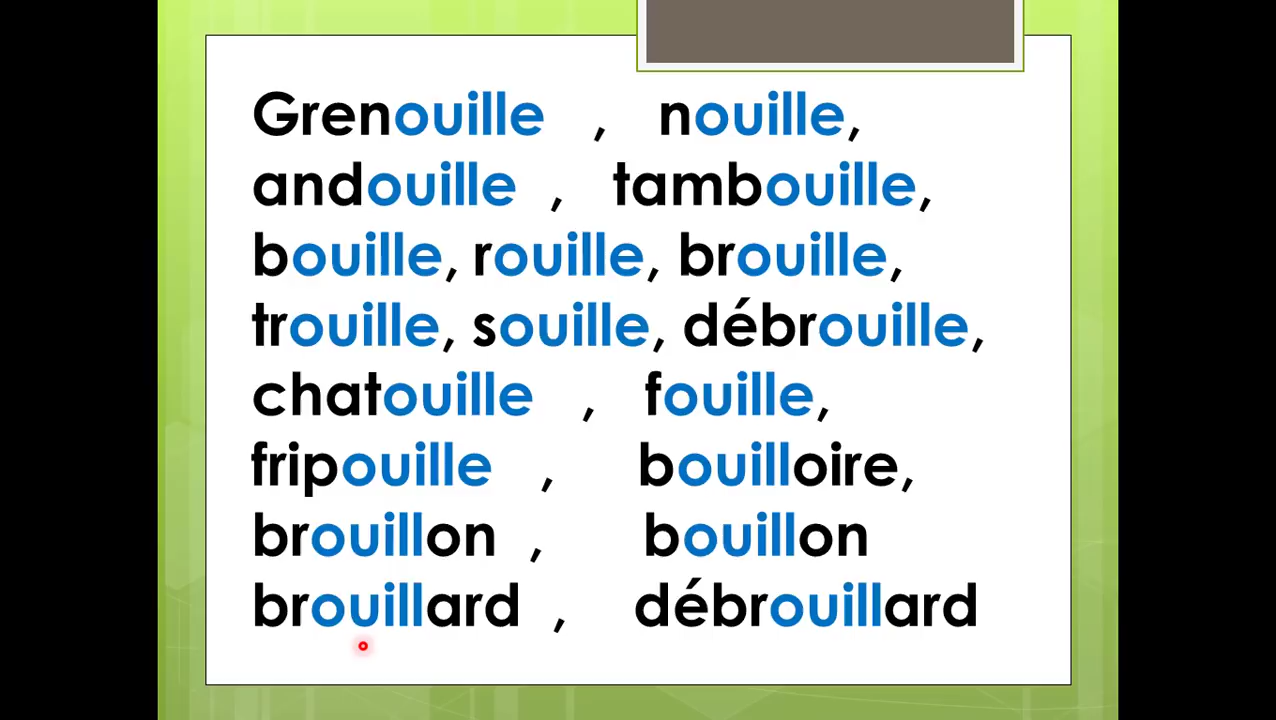 Grenouille , nouille,
andouille , tambouille,
bouille, rouille, brouille,
trouille, souille, débrouille,
chatouille , fouille,
fripouille , bouilloire,
brouillon , bouillon
brouillard , débrouillard